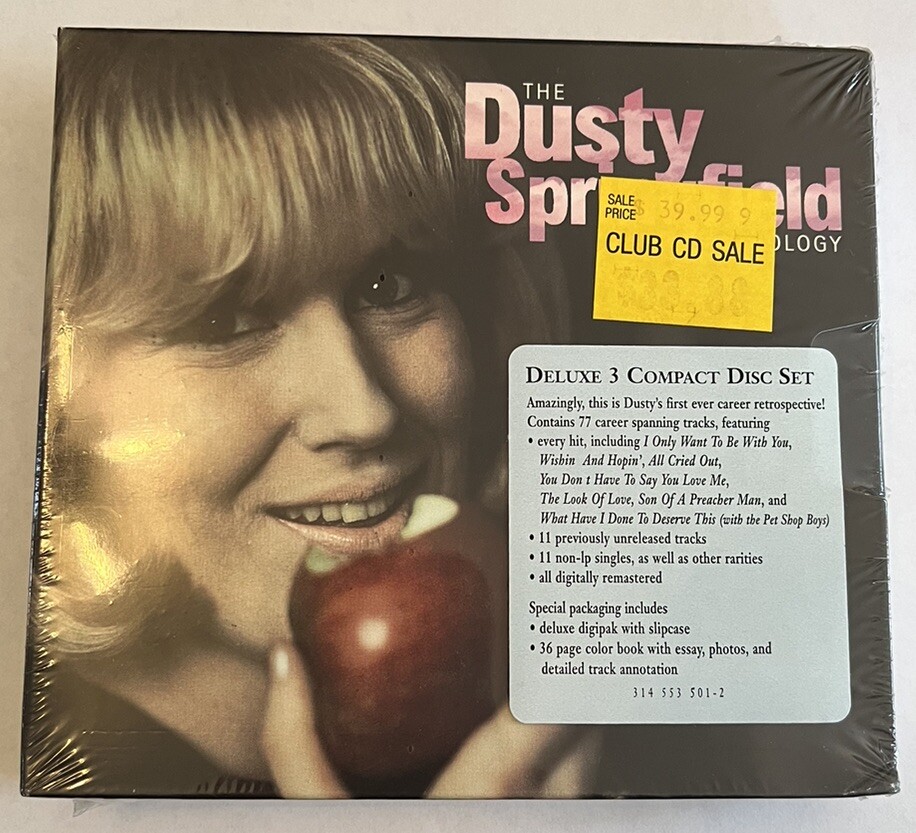 THE
Dusty
Spr field
OLOGY
SALE
PRICE $ 39.99 9
CLUB CD SALE
DELUXE 3 COMPACT DISC SET
Amazingly, this is Dusty's first ever career retrospective!
Contains 77 career spanning tracks, featuring
• every hit, including I Only Want To Be With You,
Wishin And Hopin', All Cried Out,
You Don t Have To Say You Love Me,
The Look Of Love, Son Of A Preacher Man, and
What Have I Done To Deserve This (with the Pet Shop Boys)
• 11 previously unreleased tracks
• 11 non-lp singles, as well as other rarities
• all digitally remastered
Special packaging includes
• deluxe digipak with slipcase
• 36 page color book with essay, photos, and
detailed track annotation
314 553 501-2